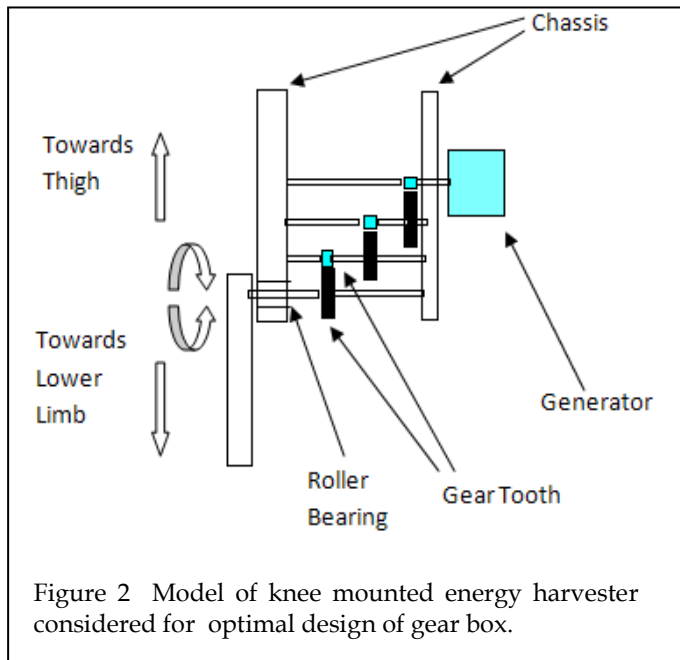 Chassis
Towards
Thigh
Towards
Lower
Limb
Generator
Roller
Bearing
Gear Tooth
Figure 2 Model of knee mounted energy harvester
considered for optimal design of gear box.